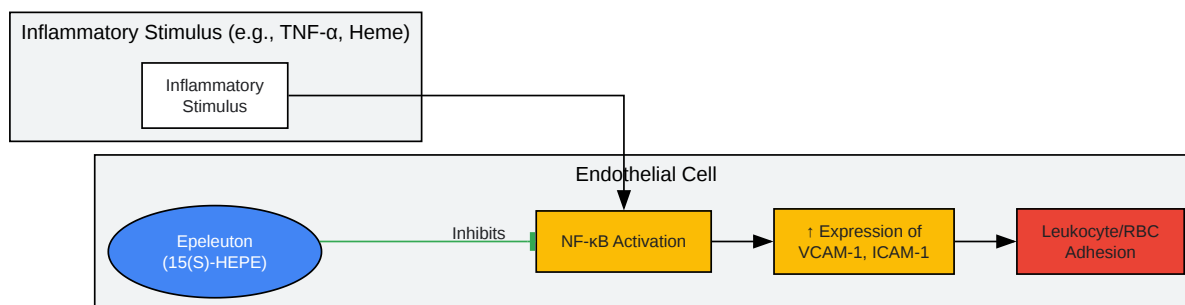 Inflammatory Stimulus (e.g., TNF-α, Heme)
Inflammatory
Stimulus
Endothelial Cell
Epeleuton
(15(S)-HEPE)
Inhibits
NF-κB Activation
↑ Expression of
VCAM-1, ICAM-1
Leukocyte/RBC
Adhesion